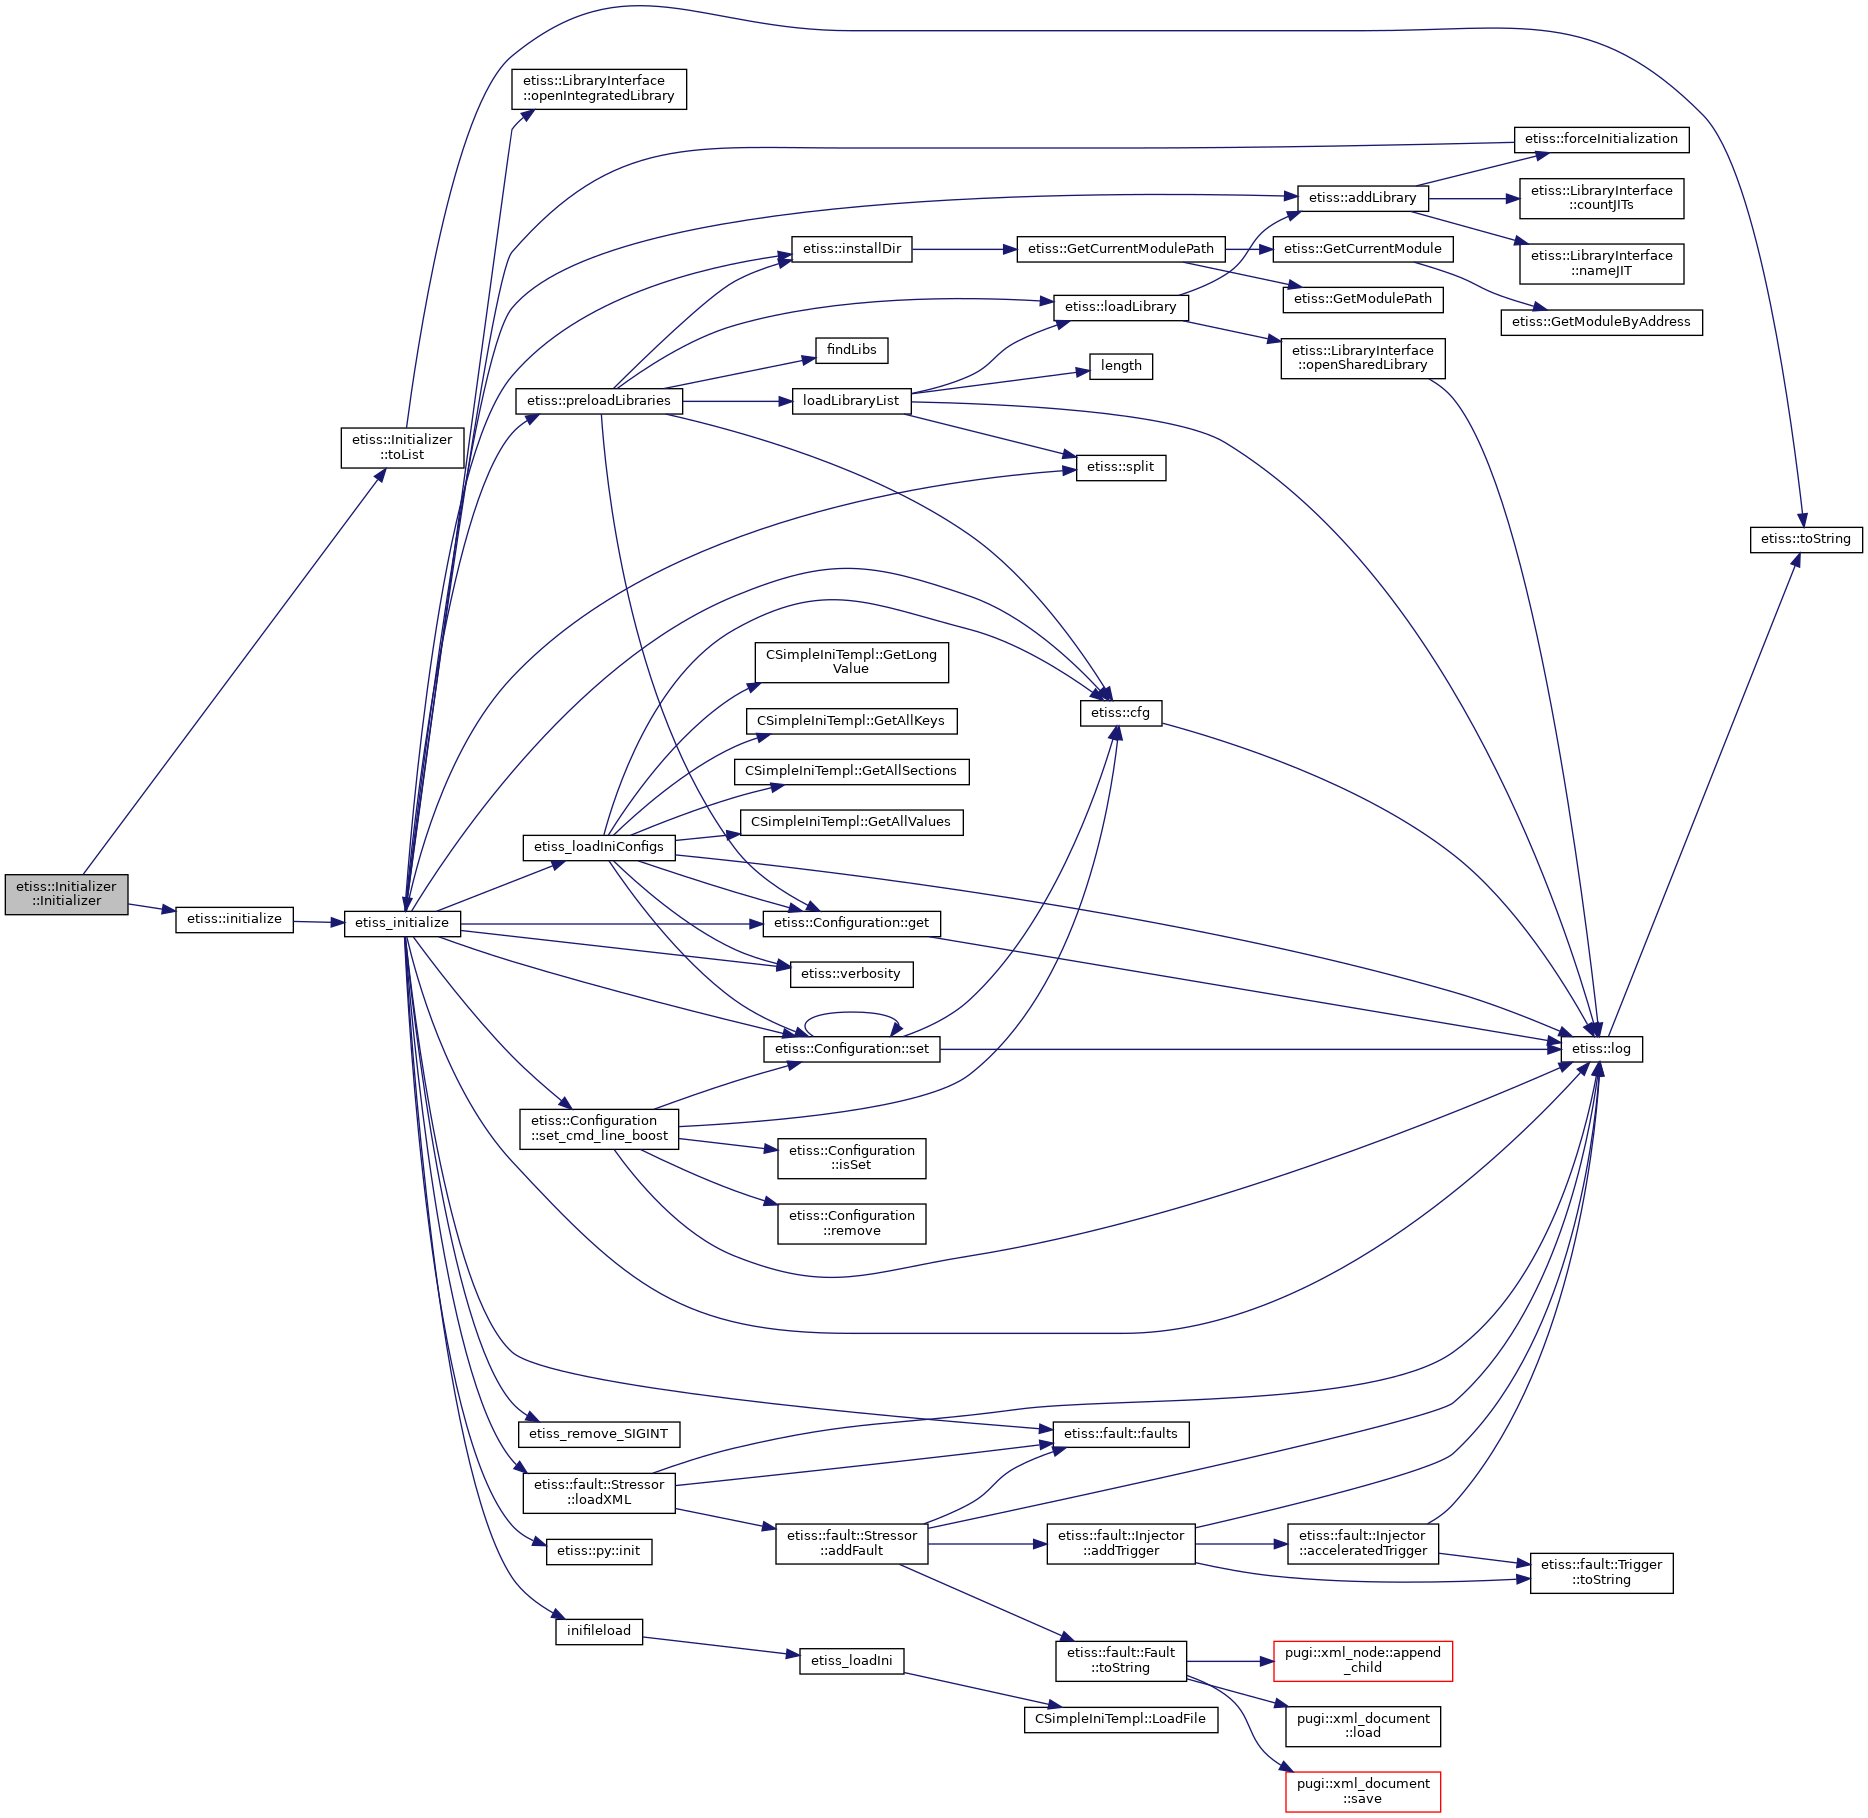 etiss::LibraryInterface
::openIntegratedLibrary
etiss::forceInitialization
etiss::addLibrary
etiss::LibraryInterface
::countJITs
etiss::installDir
etiss::GetCurrentModulePath
etiss::GetCurrentModule
etiss::LibraryInterface
::nameJIT
etiss::loadLibrary
etiss::GetModulePath
etiss::GetModuleByAddress
findLibs
length
etiss::LibraryInterface
::openSharedLibrary
etiss::preloadLibraries
loadLibraryList
etiss::Initializer
::toList
etiss::split
etiss::toString
CSimpleIniTempl::GetLong
Value
etiss::cfg
CSimpleIniTempl::GetAllKeys
CSimpleIniTempl::GetAllSections
CSimpleIniTempl::GetAllValues
etiss_loadIniConfigs
etiss::Initializer
::Initializer
etiss::initialize
etiss_initialize
etiss::Configuration::get
etiss::verbosity
etiss::Configuration::set
etiss::log
etiss::Configuration
::set_cmd_line_boost
etiss::Configuration
::isSet
etiss::Configuration
::remove
etiss_remove_SIGINT
etiss::fault::faults
etiss::fault::Stressor
::loadXML
etiss::fault::Stressor
::addFault
etiss::fault::Injector
::addTrigger
etiss::fault::Injector
::acceleratedTrigger
etiss::py::init
etiss::fault::Trigger
::toString
inifileload
etiss_loadIni
etiss::fault::Fault
::toString
pugi::xml_node::append
_child
CSimpleIniTempl::LoadFile
pugi::xml_document
::load
pugi::xml_document
::save